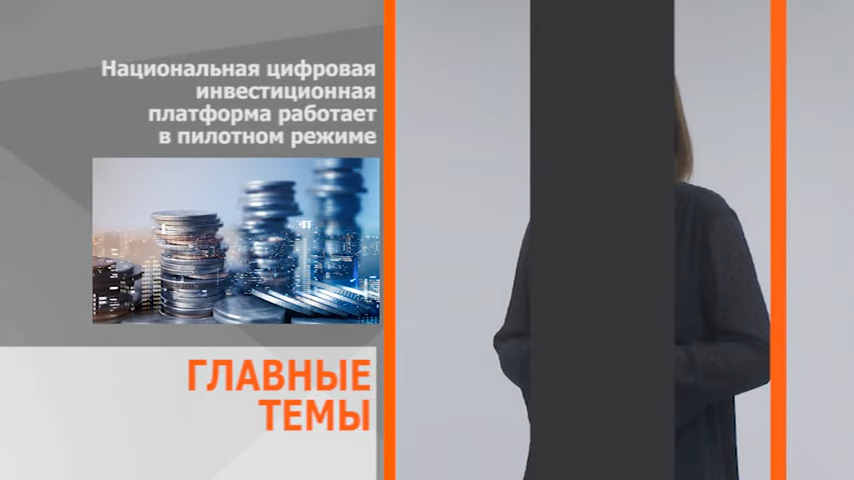 Национальная цифровая
инвестиционная
платформа работает
в пилотном режиме
ГЛАВНЫЕ
ТЕМЫ